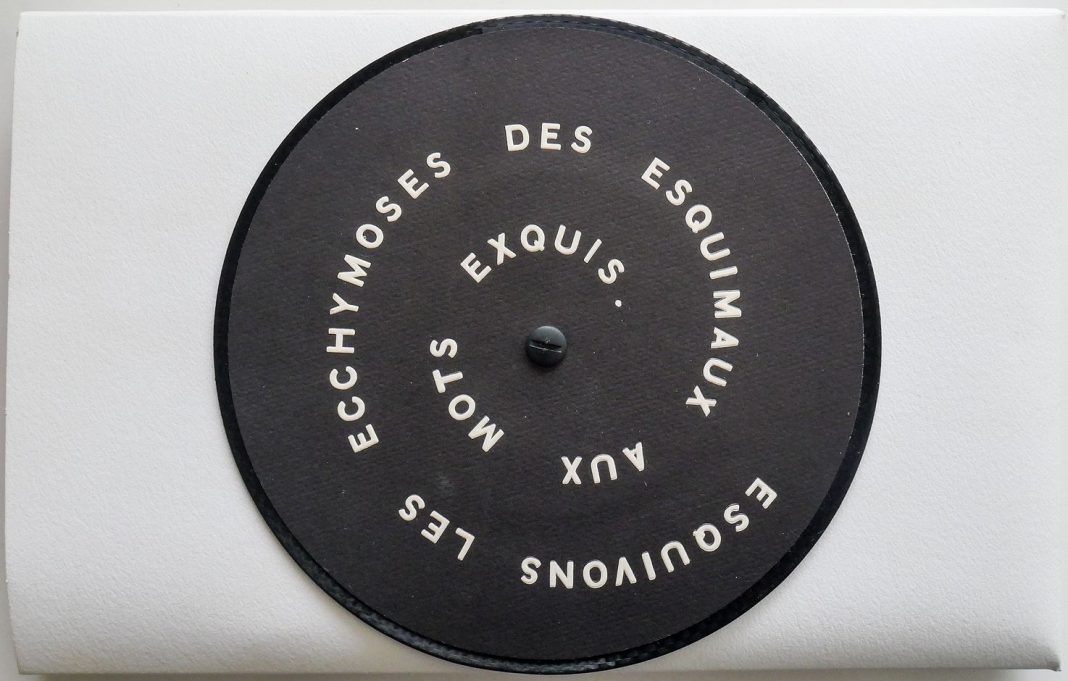 ESQUIVONS LES ECCHYMOSES DES ESQUIMAUX AUX MOTS EXQUIS.